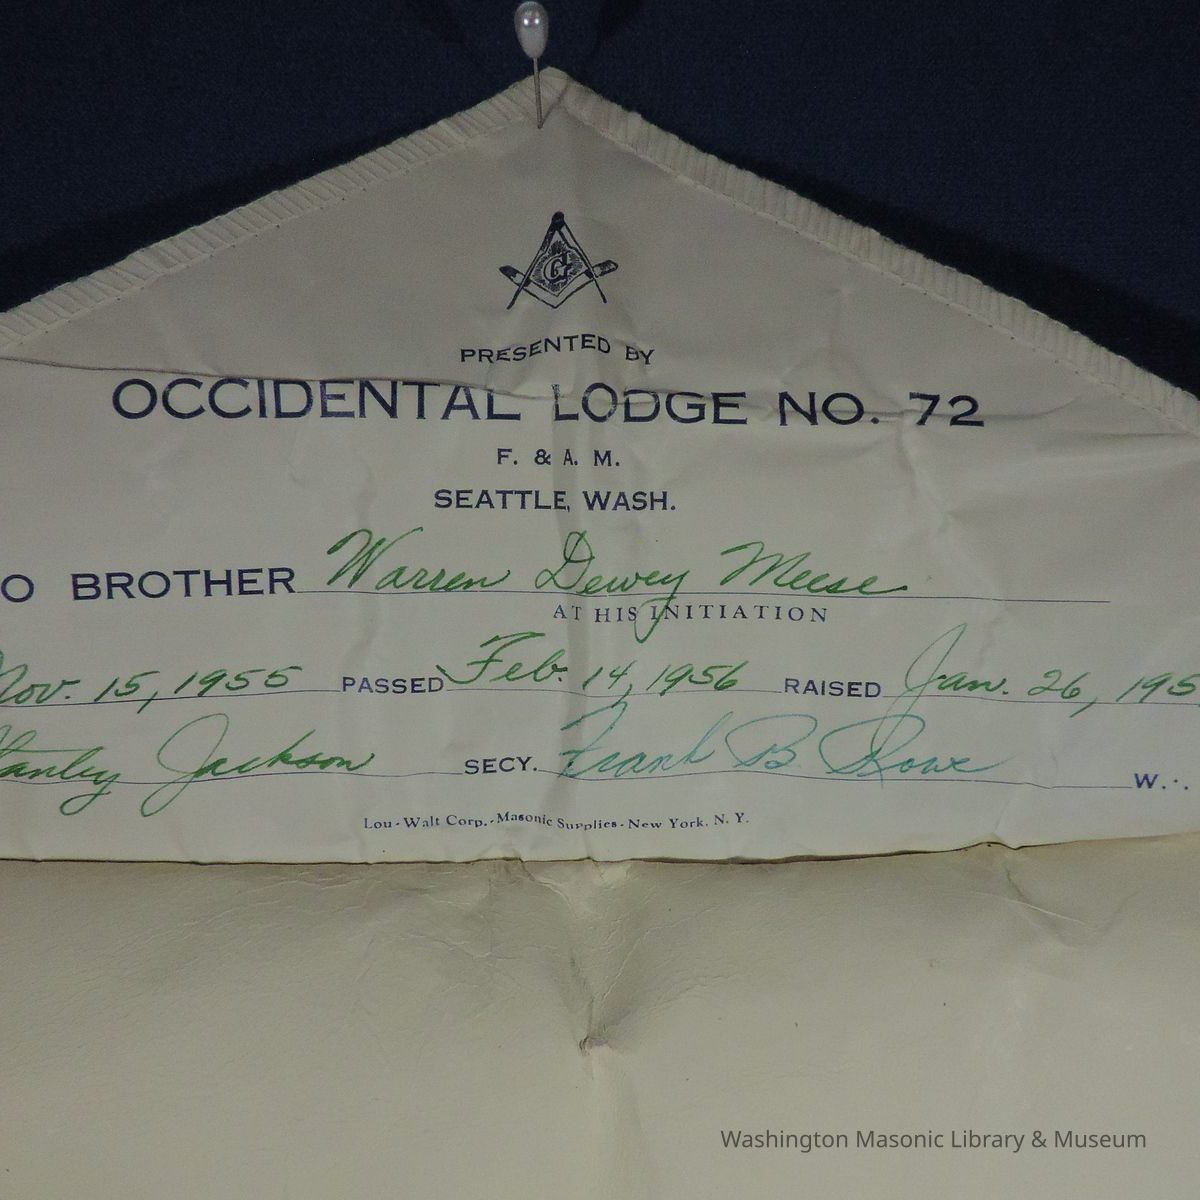 G
PRESENTED BY
OCCIDENTAL LODGE NO. 72
F. & A. M.
SEATTLE, WASH.
O BROTHER Warren Dewey Meese
AT HIS INITIATION
Nov. 15, 1955 PASSED Feb. 14, 1956 RAISED Jan. 26, 195
Stanley Jackson SECY. Frank B Rowe W.∴
Lou-Walt Corp.-Masonic Supplies-New York, N. Y.
Washington Masonic Library & Museum